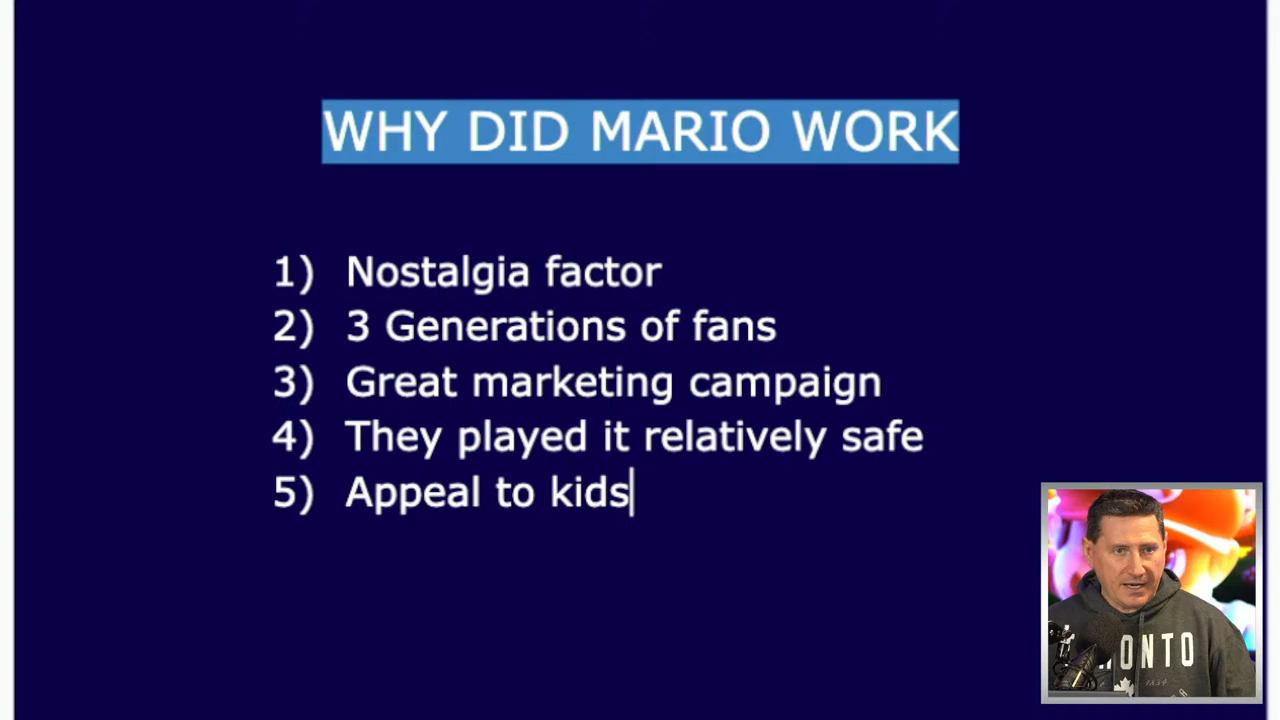 WHY DID MARIO WORK
1) Nostalgia factor
2) 3 Generations of fans
3) Great marketing campaign
4) They played it relatively safe
5) Appeal to kids